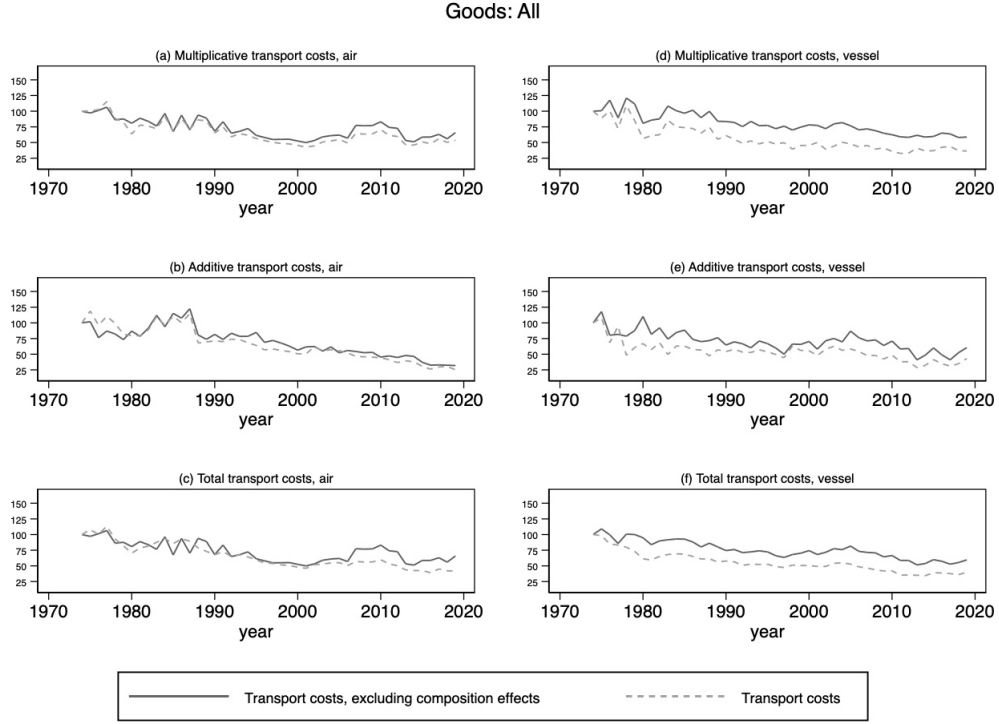 Goods: All
(a) Multiplicative transport costs, air
150
125
100
75
50
25
1970 1980 1990 2000 2010 2020
year
(d) Multiplicative transport costs, vessel
150
125
100
75
50
25
1970 1980 1990 2000 2010 2020
year
(b) Additive transport costs, air
150
125
100
75
50
25
1970 1980 1990 2000 2010 2020
year
(e) Additive transport costs, vessel
150
125
100
75
50
25
1970 1980 1990 2000 2010 2020
year
(c) Total transport costs, air
150
125
100
75
50
25
1970 1980 1990 2000 2010 2020
year
(f) Total transport costs, vessel
150
125
100
75
50
25
1970 1980 1990 2000 2010 2020
year
Transport costs, excluding composition effects
Transport costs